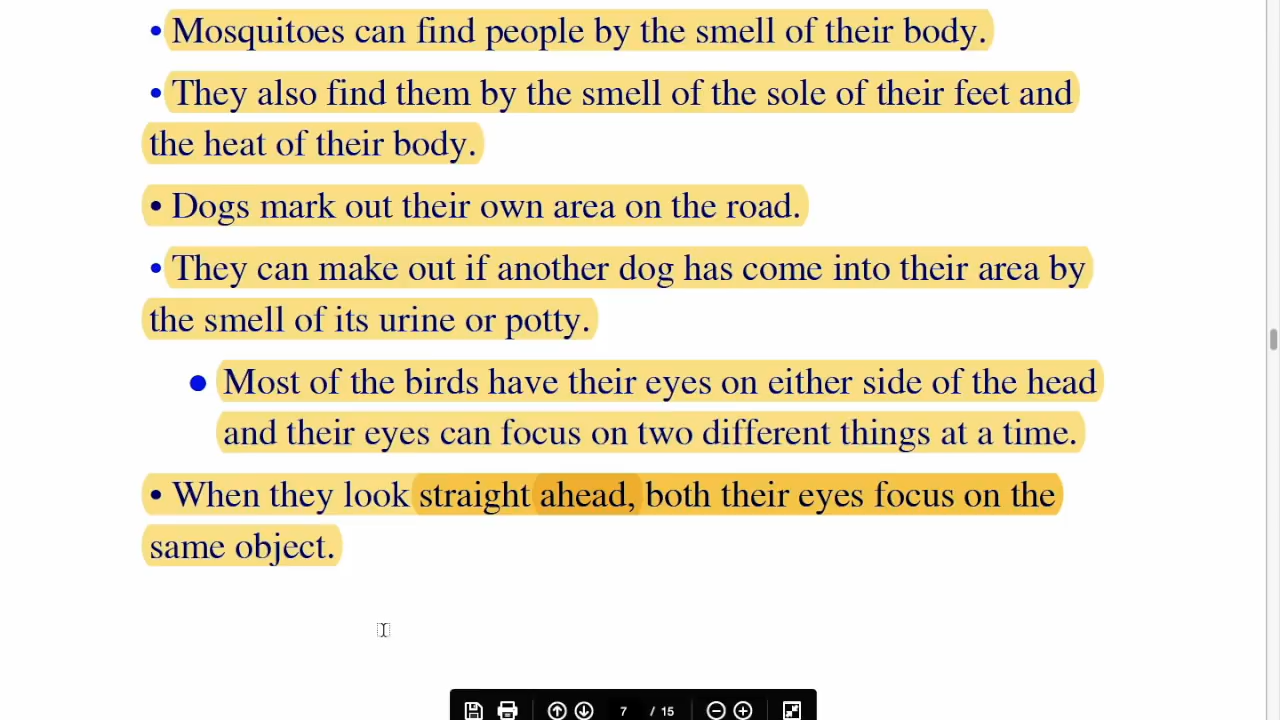 • Mosquitoes can find people by the smell of their body.
• They also find them by the smell of the sole of their feet and
the heat of their body.
• Dogs mark out their own area on the road.
• They can make out if another dog has come into their area by
the smell of its urine or potty.
● Most of the birds have their eyes on either side of the head
and their eyes can focus on two different things at a time.
• When they look straight ahead, both their eyes focus on the
same object.
7 / 15